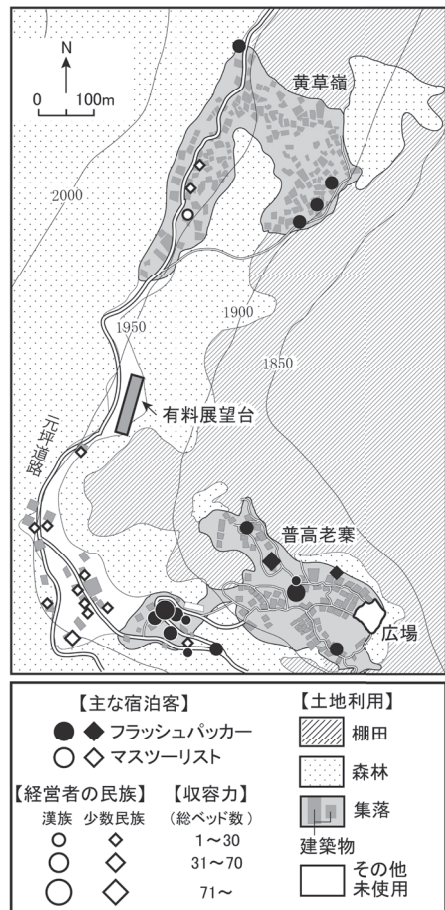 N
0 100m
黄草嶺
2000
1950
1900
1850
有料展望台
元坪道路
普高老寨
広場
【主な宿泊客】
フラッシュパッカー
マスツーリスト
【経営者の民族】
漢族 少数民族
【収容力】
(総ベッド数)
1～30
31～70
71～
【土地利用】
棚田
森林
集落
建築物
その他
未使用